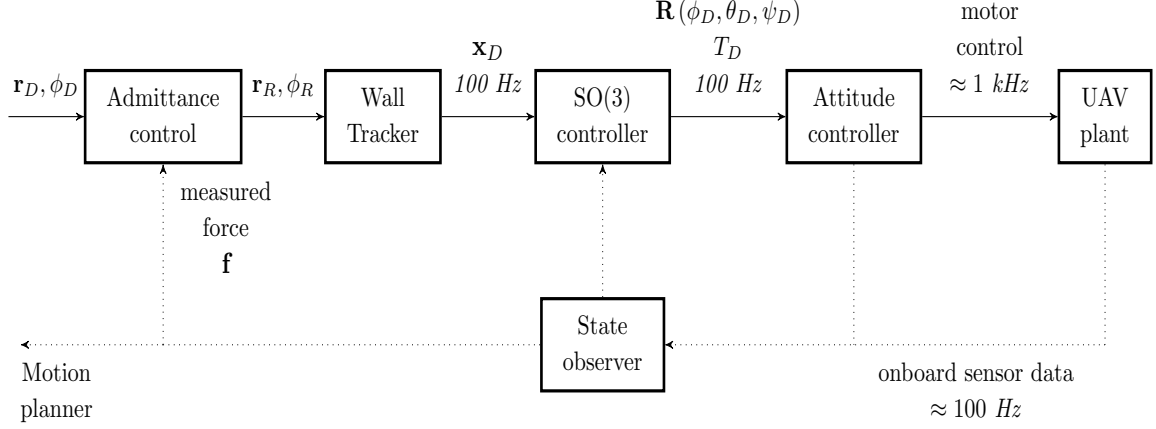 𝐫_D, ϕ_D
Admittance
control
𝐫_R, ϕ_R
Wall
Tracker
𝐱_D
100 Hz
SO(3)
controller
𝐑(ϕ_D, θ_D, ψ_D)
T_D
100 Hz
Attitude
controller
motor
control
≈ 1 kHz
UAV
plant
measured
force
𝐟
State
observer
Motion
planner
onboard sensor data
≈ 100 Hz